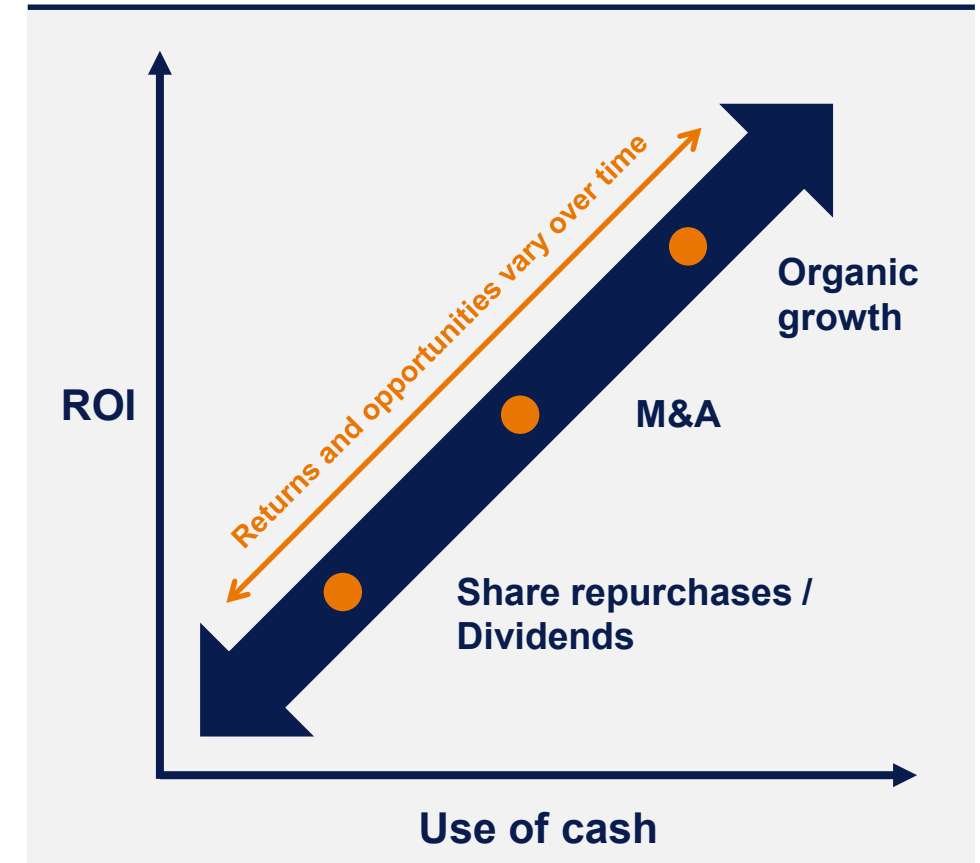 Returns and opportunities vary over time
Organic
growth
ROI
M&A
Share repurchases /
Dividends
Use of cash